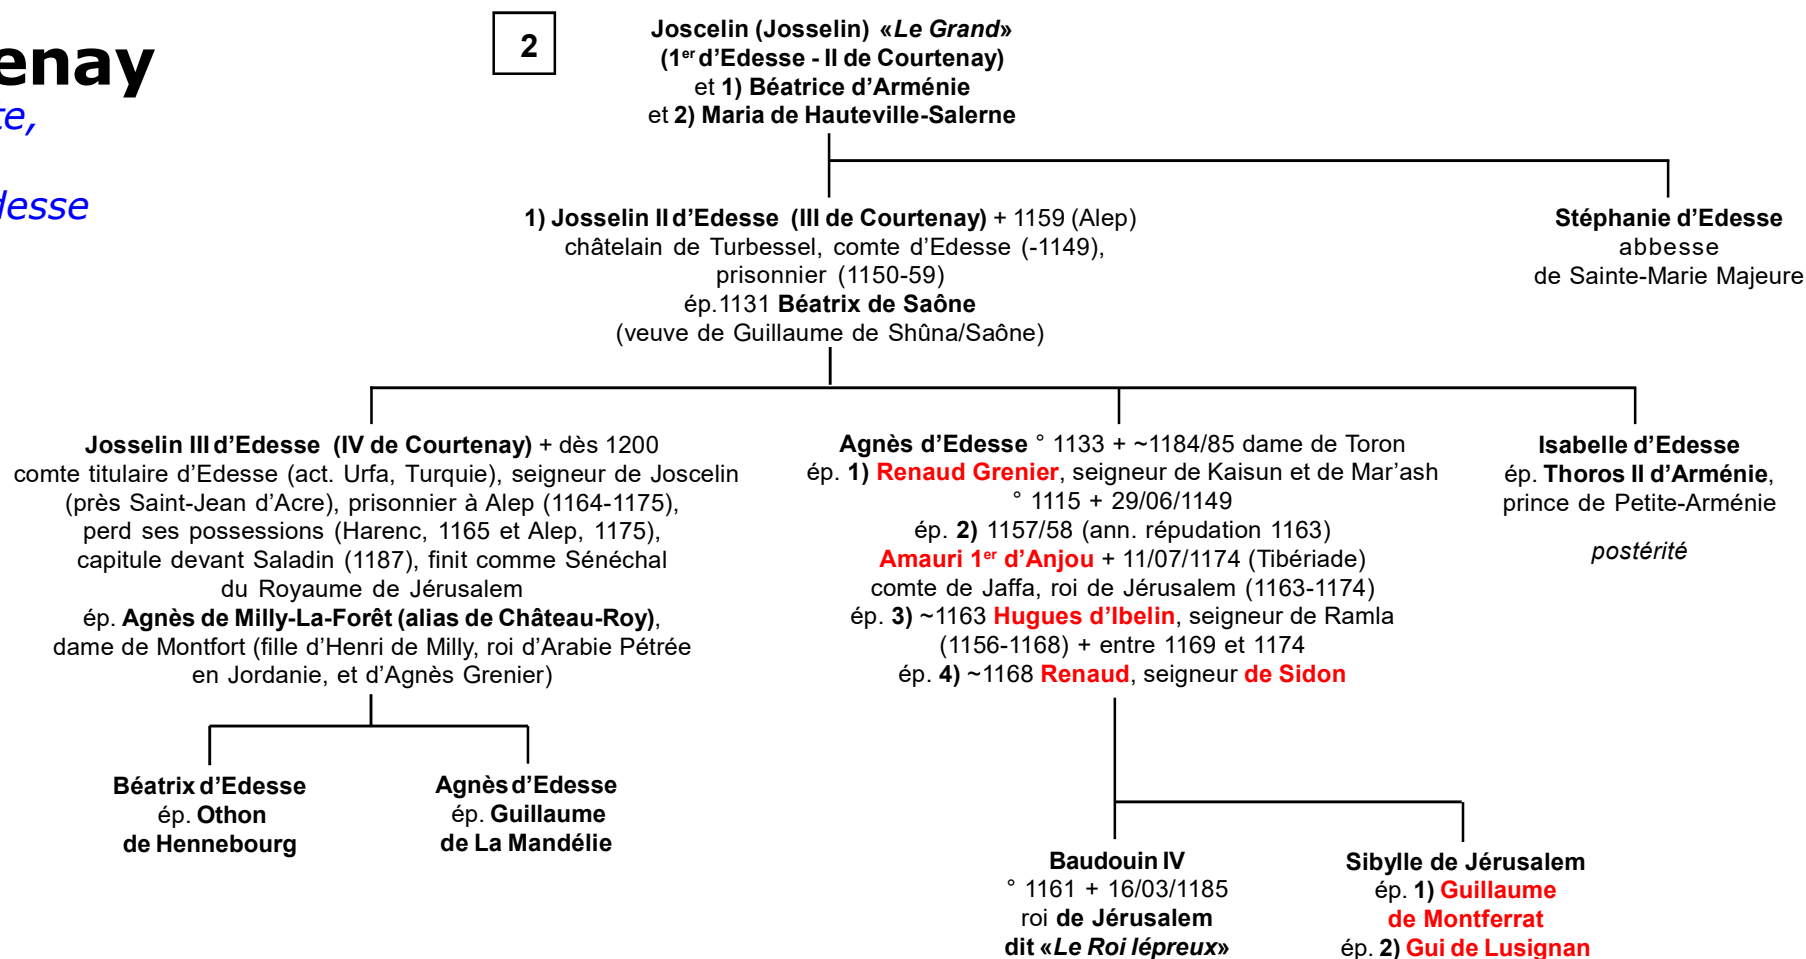 enay
te,
desse
2
Joscelin (Josselin) «Le Grand»
(1er d’Edesse - II de Courtenay)
et 1) Béatrice d’Arménie
et 2) Maria de Hauteville-Salerne
1) Josselin II d’Edesse (III de Courtenay) + 1159 (Alep)
châtelain de Turbessel, comte d’Edesse (-1149),
prisonnier (1150-59)
ép.1131 Béatrix de Saône
(veuve de Guillaume de Shûna/Saône)
Stéphanie d’Edesse
abbesse
de Sainte-Marie Majeure
Josselin III d’Edesse (IV de Courtenay) + dès 1200
comte titulaire d’Edesse (act. Urfa, Turquie), seigneur de Joscelin
(près Saint-Jean d’Acre), prisonnier à Alep (1164-1175),
perd ses possessions (Harenc, 1165 et Alep, 1175),
capitule devant Saladin (1187), finit comme Sénéchal
du Royaume de Jérusalem
ép. Agnès de Milly-La-Forêt (alias de Château-Roy),
dame de Montfort (fille d’Henri de Milly, roi d’Arabie Pétrée
en Jordanie, et d’Agnès Grenier)
Agnès d’Edesse ° 1133 + ~1184/85 dame de Toron
ép. 1) Renaud Grenier, seigneur de Kaisun et de Mar’ash
° 1115 + 29/06/1149
ép. 2) 1157/58 (ann. répudation 1163)
Amauri 1er d’Anjou + 11/07/1174 (Tibériade)
comte de Jaffa, roi de Jérusalem (1163-1174)
ép. 3) ~1163 Hugues d’Ibelin, seigneur de Ramla
(1156-1168) + entre 1169 et 1174
ép. 4) ~1168 Renaud, seigneur de Sidon
Isabelle d’Edesse
ép. Thoros II d’Arménie,
prince de Petite-Arménie
postérité
Béatrix d’Edesse
ép. Othon
de Hennebourg
Agnès d’Edesse
ép. Guillaume
de La Mandélie
Baudouin IV
° 1161 + 16/03/1185
roi de Jérusalem
dit «Le Roi lépreux»
Sibylle de Jérusalem
ép. 1) Guillaume
de Montferrat
ép. 2) Gui de Lusignan